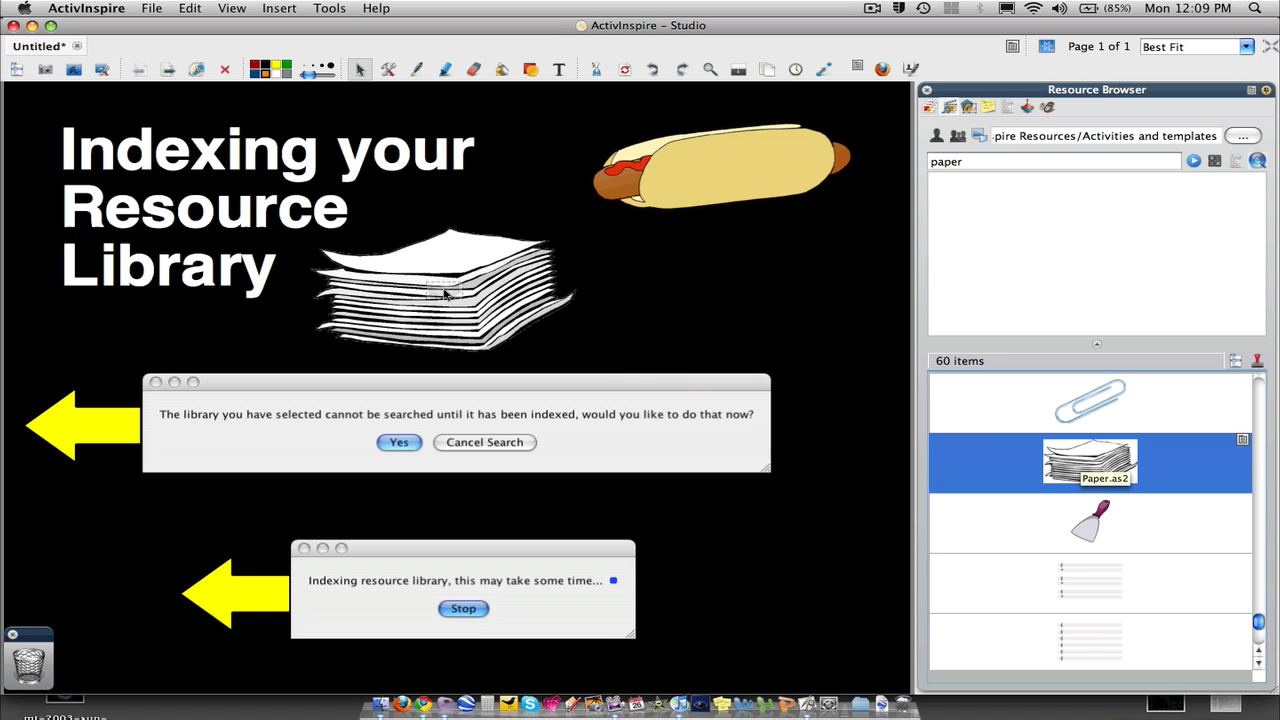 ActivInspire File Edit View Insert Tools Help (85%) Mon 12:09 PM
ActivInspire – Studio
Untitled*
Page 1 of 1 Best Fit
Resource Browser
.pire Resources/Activities and templates ...
paper
Indexing your
Resource
Library
60 items
The library you have selected cannot be searched until it has been indexed, would you like to do that now?
Yes Cancel Search
Paper.as2
Indexing resource library, this may take some time...
Stop